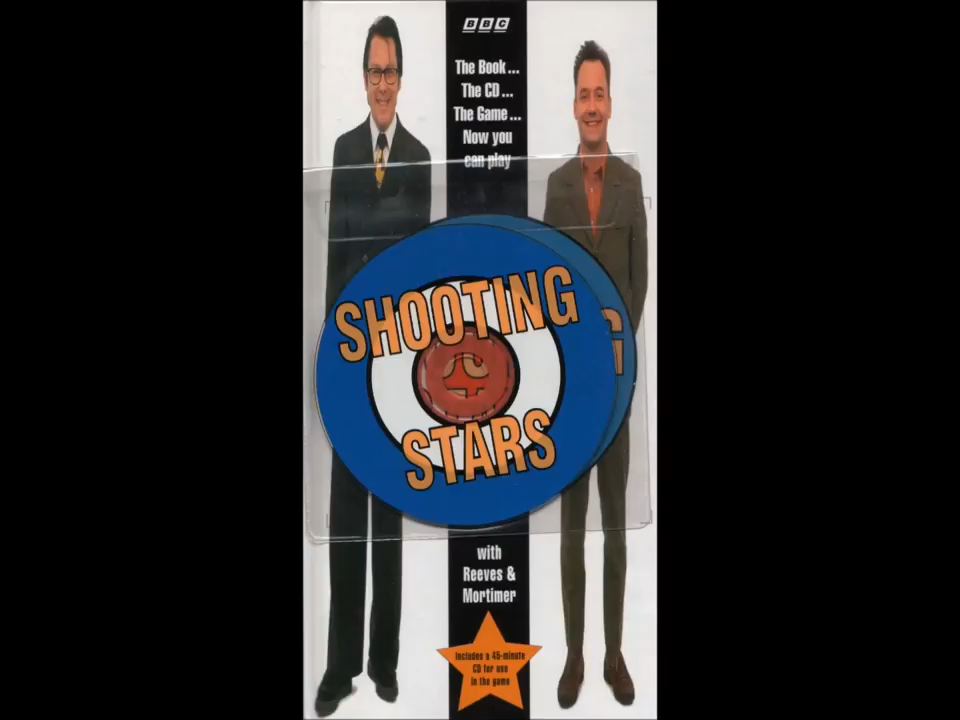 BBC
The Book...
The CD...
The Game...
Now you
can play
SHOOTING
STARS
G
with
Reeves &
Mortimer
Includes a 45-minute
CD for use
in the game